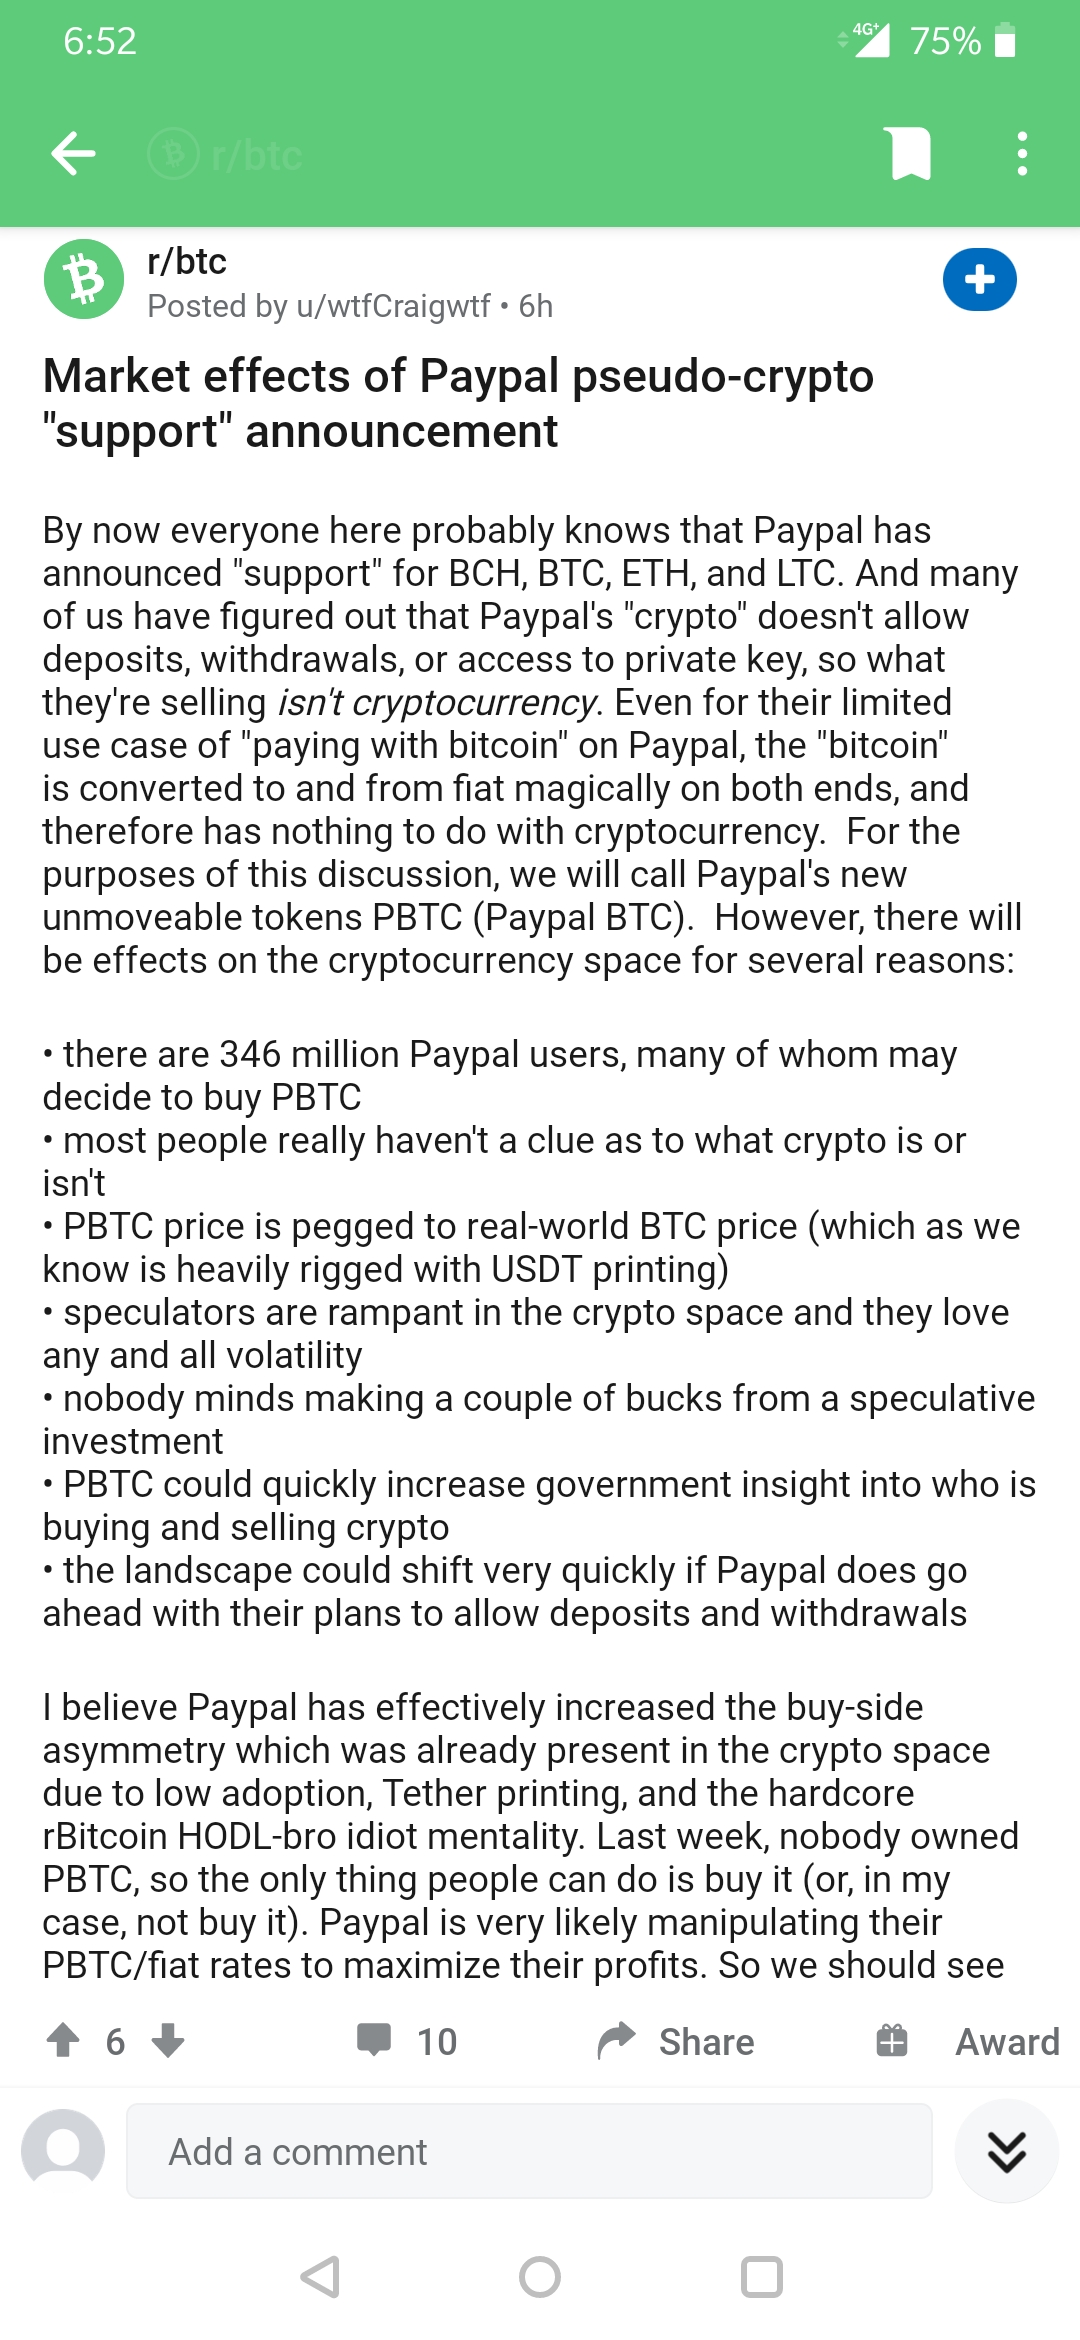 6:52
4G+ 75%
r/btc
r/btc
Posted by u/wtfCraigwtf • 6h
Market effects of Paypal pseudo-crypto
"support" announcement
By now everyone here probably knows that Paypal has
announced "support" for BCH, BTC, ETH, and LTC. And many
of us have figured out that Paypal's "crypto" doesn't allow
deposits, withdrawals, or access to private key, so what
they're selling isn't cryptocurrency. Even for their limited
use case of "paying with bitcoin" on Paypal, the "bitcoin"
is converted to and from fiat magically on both ends, and
therefore has nothing to do with cryptocurrency.  For the
purposes of this discussion, we will call Paypal's new
unmoveable tokens PBTC (Paypal BTC).  However, there will
be effects on the cryptocurrency space for several reasons:
• there are 346 million Paypal users, many of whom may
decide to buy PBTC
• most people really haven't a clue as to what crypto is or
isn't
• PBTC price is pegged to real-world BTC price (which as we
know is heavily rigged with USDT printing)
• speculators are rampant in the crypto space and they love
any and all volatility
• nobody minds making a couple of bucks from a speculative
investment
• PBTC could quickly increase government insight into who is
buying and selling crypto
• the landscape could shift very quickly if Paypal does go
ahead with their plans to allow deposits and withdrawals
I believe Paypal has effectively increased the buy-side
asymmetry which was already present in the crypto space
due to low adoption, Tether printing, and the hardcore
rBitcoin HODL-bro idiot mentality. Last week, nobody owned
PBTC, so the only thing people can do is buy it (or, in my
case, not buy it). Paypal is very likely manipulating their
PBTC/fiat rates to maximize their profits. So we should see
6 10 Share Award
Add a comment